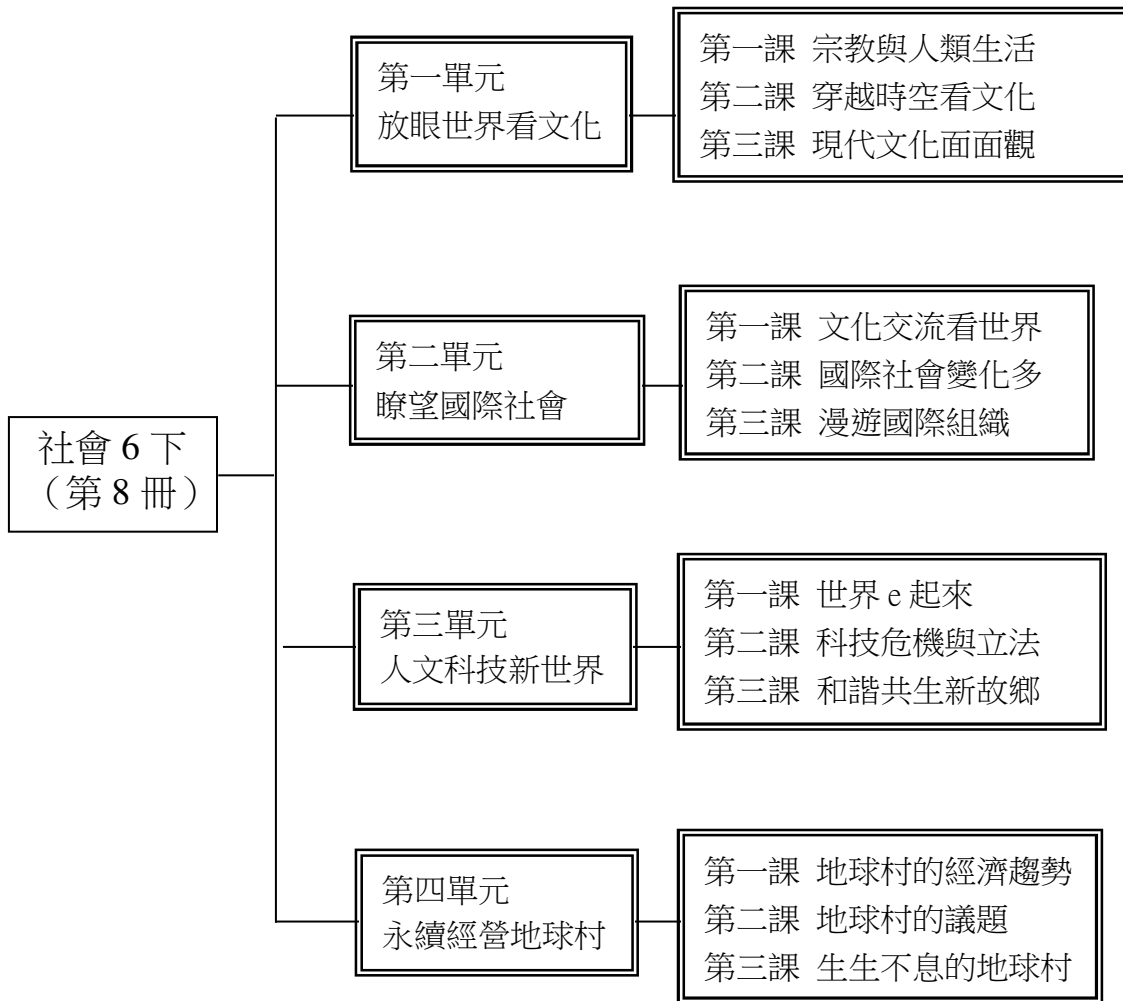 社會 6 下
（第 8 冊）
第一單元
放眼世界看文化
第一課 宗教與人類生活
第二課 穿越時空看文化
第三課 現代文化面面觀
第二單元
瞭望國際社會
第一課 文化交流看世界
第二課 國際社會變化多
第三課 漫遊國際組織
第三單元
人文科技新世界
第一課 世界 e 起來
第二課 科技危機與立法
第三課 和諧共生新故鄉
第四單元
永續經營地球村
第一課 地球村的經濟趨勢
第二課 地球村的議題
第三課 生生不息的地球村